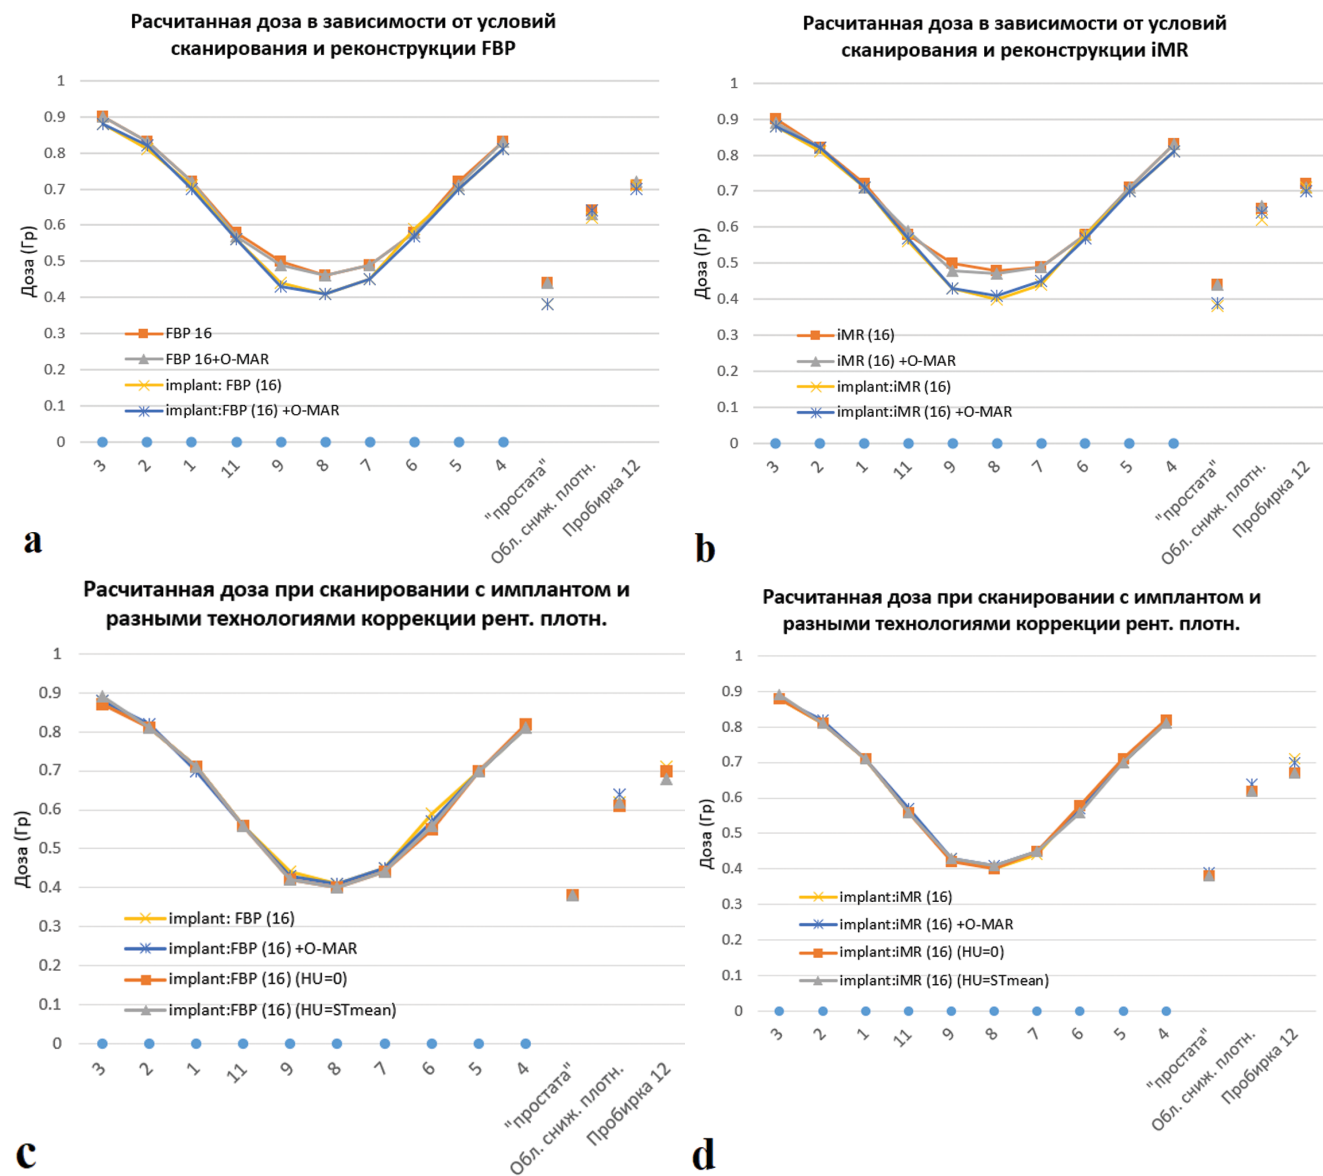 a
Расчитанная доза в зависимости от условий
сканирования и реконструкции FBP
Доза (Гр)
1
0.9
0.8
0.7
0.6
0.5
0.4
0.3
0.2
0.1
0
FBP 16
FBP 16+O-MAR
implant: FBP (16)
implant:FBP (16) +O-MAR
3
2
1
11
9
8
7
6
5
4
"простата"
Обл. сниж. плотн.
Пробирка 12
b
Расчитанная доза в зависимости от условий
сканирования и реконструкции iMR
Доза (Гр)
1
0.9
0.8
0.7
0.6
0.5
0.4
0.3
0.2
0.1
0
iMR (16)
iMR (16) +O-MAR
implant:iMR (16)
implant:iMR (16) +O-MAR
3
2
1
11
9
8
7
6
5
4
"простата"
Обл. сниж. плотн.
Пробирка 12
c
Расчитанная доза при сканировании с имплантом и
разными технологиями коррекции рент. плотн.
Доза (Гр)
1
0.9
0.8
0.7
0.6
0.5
0.4
0.3
0.2
0.1
0
implant: FBP (16)
implant:FBP (16) +O-MAR
implant:FBP (16) (HU=0)
implant:FBP (16) (HU=STmean)
3
2
1
11
9
8
7
6
5
4
"простата"
Обл. сниж. плотн.
Пробирка 12
d
Расчитанная доза при сканировании с имплантом и
разными технологиями коррекции рент. плотн.
Доза (Гр)
1
0.9
0.8
0.7
0.6
0.5
0.4
0.3
0.2
0.1
0
implant:iMR (16)
implant:iMR (16) +O-MAR
implant:iMR (16) (HU=0)
implant:iMR (16) (HU=STmean)
3
2
1
11
9
8
7
6
5
4
"простата"
Обл. сниж. плотн.
Пробирка 12